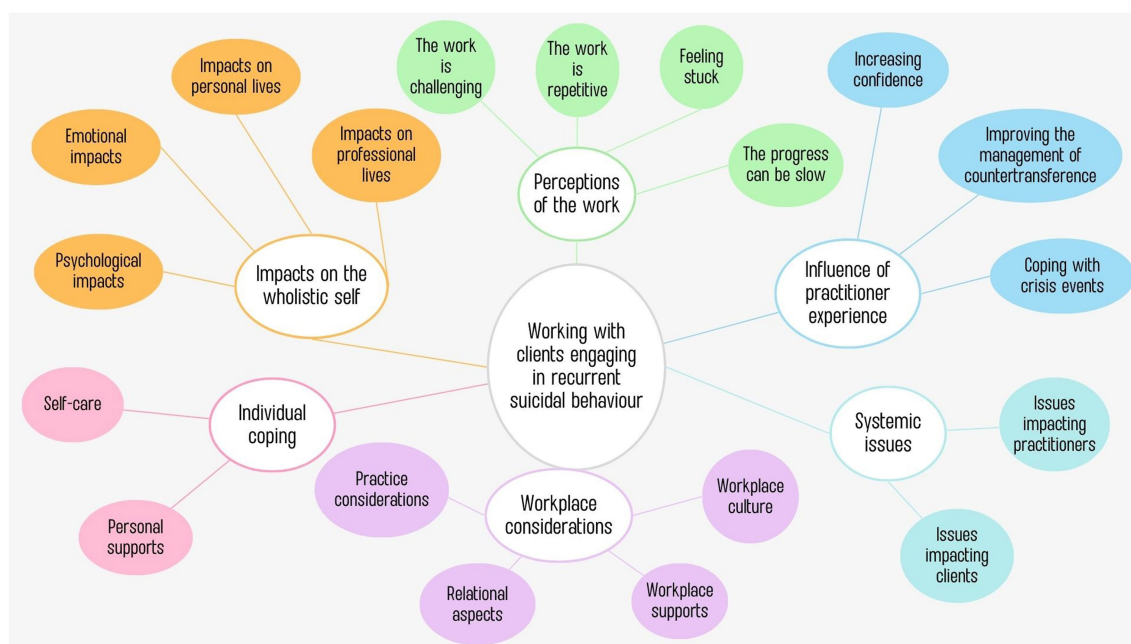 Impacts on
personal lives
Emotional
impacts
Impacts on
professional
lives
Psychological
impacts
Impacts on the
wholistic self
The work
is
challenging
The work
is
repetitive
Feeling
stuck
The progress
can be slow
Perceptions
of the work
Increasing
confidence
Improving the
management of
countertransference
Coping with
crisis events
Influence of
practitioner
experience
Working with
clients engaging
in recurrent
suicidal behaviour
Self-care
Individual
coping
Personal
supports
Practice
considerations
Workplace
considerations
Workplace
culture
Relational
aspects
Workplace
supports
Systemic
issues
Issues
impacting
practitioners
Issues
impacting
clients